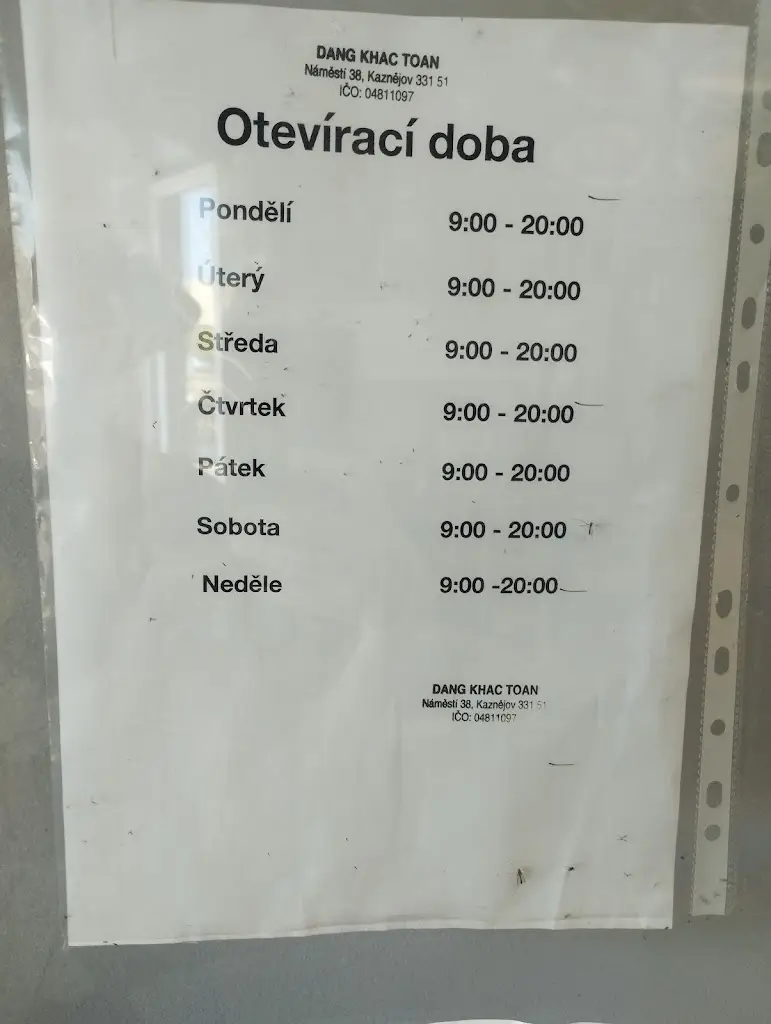 DANG KHAC TOAN
Náměstí 38, Kaznějov 331 51
IČO: 04811097
Otevírací doba
Pondělí 9:00 - 20:00
Úterý 9:00 - 20:00
Středa 9:00 - 20:00
Čtvrtek 9:00 - 20:00
Pátek 9:00 - 20:00
Sobota 9:00 - 20:00
Neděle 9:00 -20:00
DANG KHAC TOAN
Náměstí 38, Kaznějov 331 51
IČO: 04811097